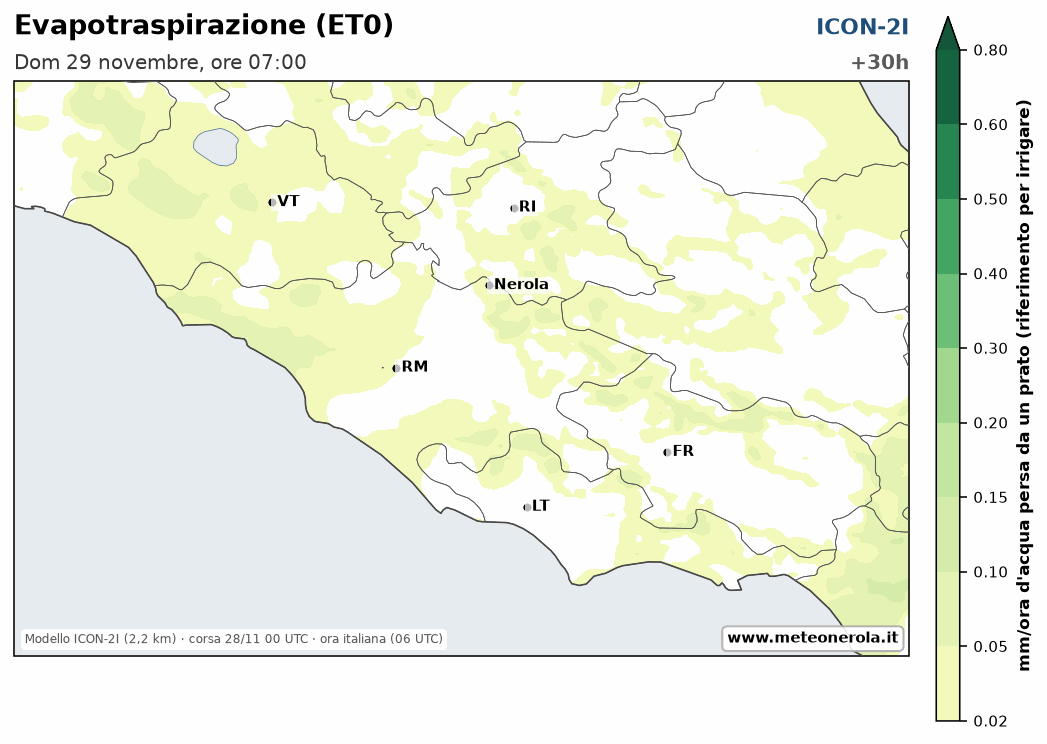 Evapotraspirazione (ET0)
ICON-2I
Dom 29 novembre, ore 07:00
+30h
VT
RI
Nerola
RM
FR
LT
Modello ICON-2I (2,2 km) · corsa 28/11 00 UTC · ora italiana (06 UTC)
www.meteonerola.it
0.80
0.60
0.50
0.40
0.30
0.20
0.15
0.10
0.05
0.02
mm/ora d'acqua persa da un prato (riferimento per irrigare)